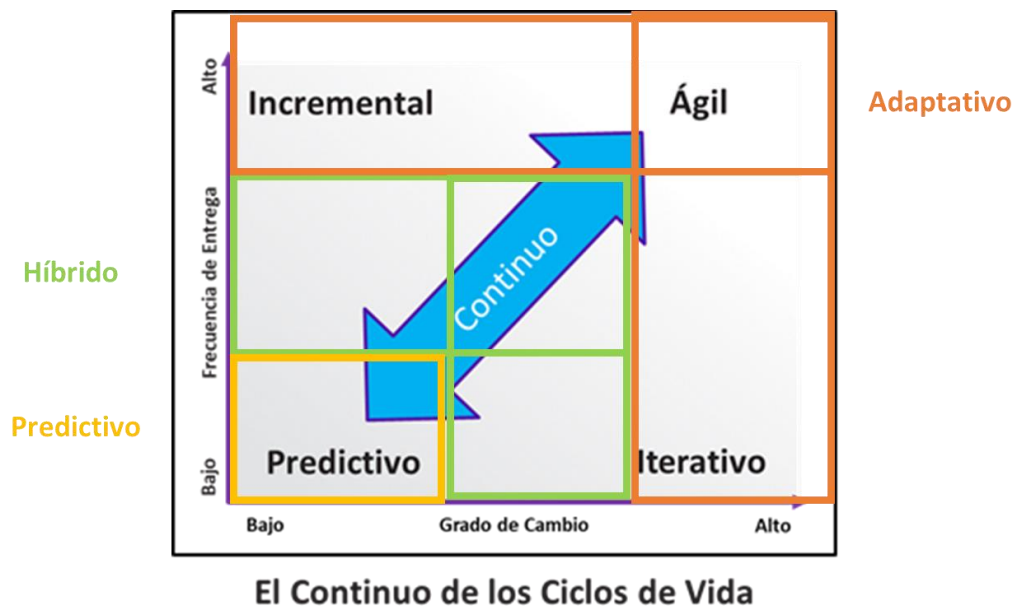 Alto
Incremental
Ágil
Adaptativo
Frecuencia de Entrega
Híbrido
Continuo
Predictivo
Bajo
Predictivo
Iterativo
Bajo
Grado de Cambio
Alto
El Continuo de los Ciclos de Vida